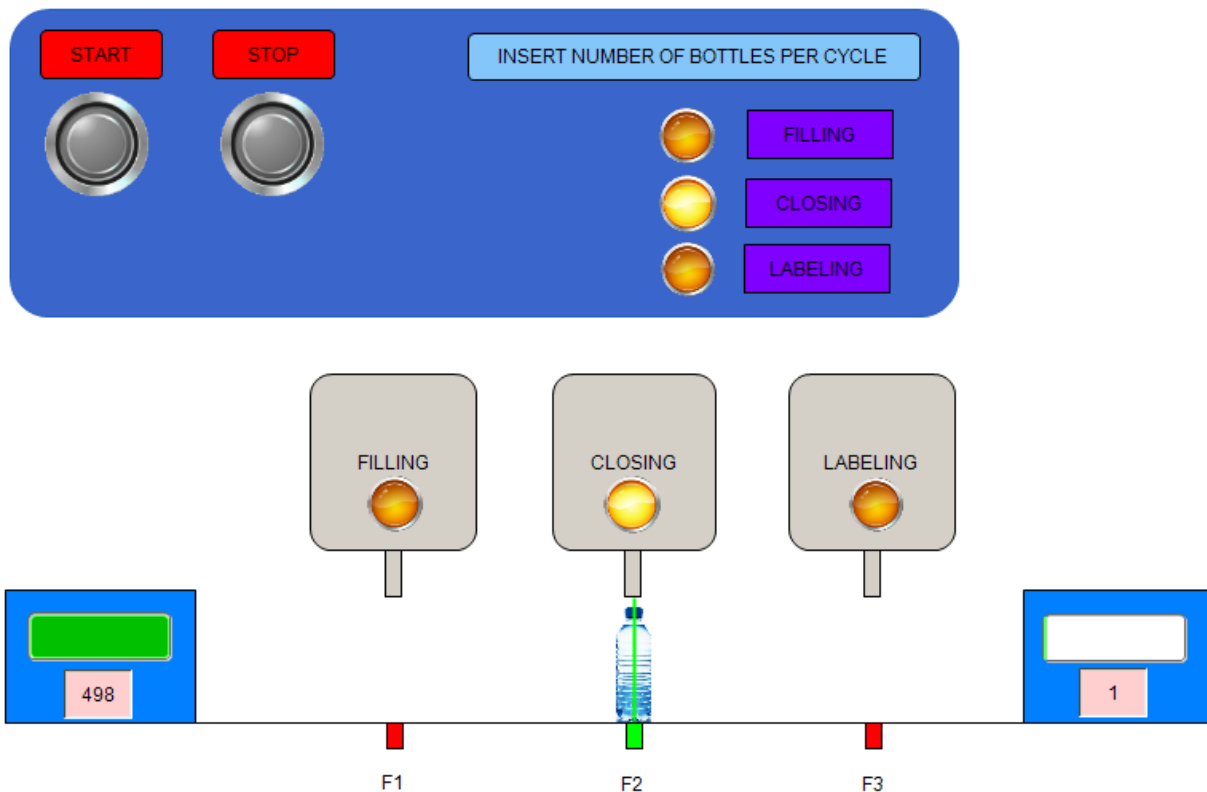 START
STOP
INSERT NUMBER OF BOTTLES PER CYCLE
FILLING
CLOSING
LABELING
FILLING
CLOSING
LABELING
498
1
F1
F2
F3